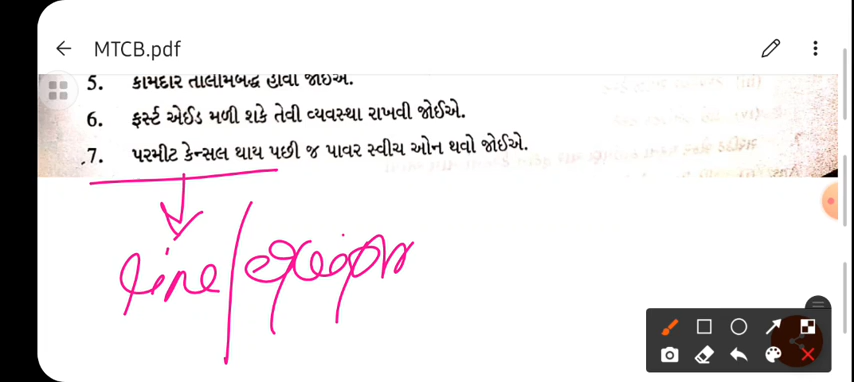 MTCB.pdf
5. કામદાર તાલીમબદ્ધ હોવા જોઈએ.
6. ફર્સ્ટ એઈડ મળી શકે તેવી વ્યવસ્થા રાખવી જોઈએ.
7. પરમીટ કેન્સલ થાય પછી જ પાવર સ્વીચ ઓન થવો જોઈએ.
line/